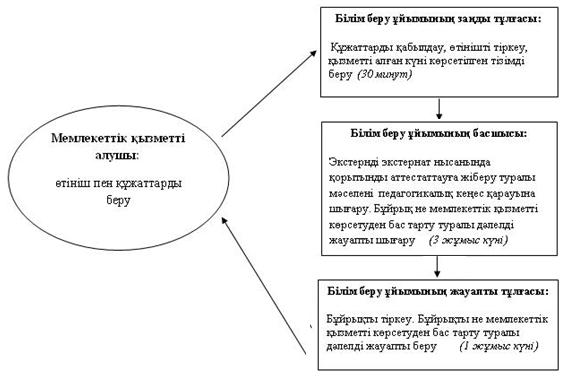 Мемлекеттік қызметті
алушы:
өтініш пен құжаттарды
беру
Білім беру ұйымының заңды тұлғасы:
Құжаттарды қабылдау, өтінішті тіркеу,
қызметті алған күні көрсетілген тізімді
беру (30 минут)
Білім беру ұйымының басшысы:
Экстернді экстернат нысанында
қорытынды аттестаттауға жіберу туралы
мәселені педагогикалық кеңес қарауына
шығару. Бұйрық не мемлекеттік қызметті
көрсетуден бас тарту туралы дәлелді
жауапты шығару (3 жұмыс күні)
Білім беру ұйымының жауапты тұлғасы:
Бұйрықты тіркеу. Бұйрықты не мемлекеттік
қызметті көрсетуден бас тарту туралы
дәлелді жауапты беру (1 жұмыс күні)